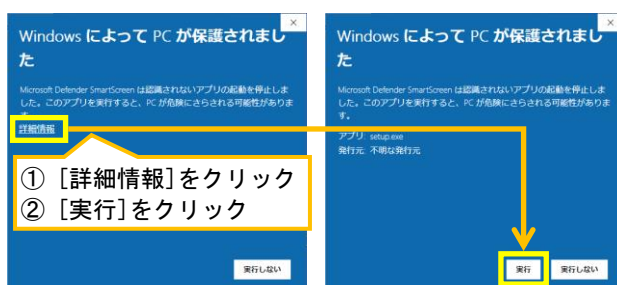 Windows によって PC が保護されまし
た
Microsoft Defender SmartScreen は認識されないアプリの起動を停止しま
した。このアプリを実行すると、PC が危険にさらされる可能性がありま
す。
詳細情報
① [詳細情報]をクリック
② [実行]をクリック
実行しない
Windows によって PC が保護されまし
た
Microsoft Defender SmartScreen は認識されないアプリの起動を停止しま
した。このアプリを実行すると、PC が危険にさらされる可能性がありま
す。
アプリ: setup.exe
発行元: 不明な発行元
実行 実行しない